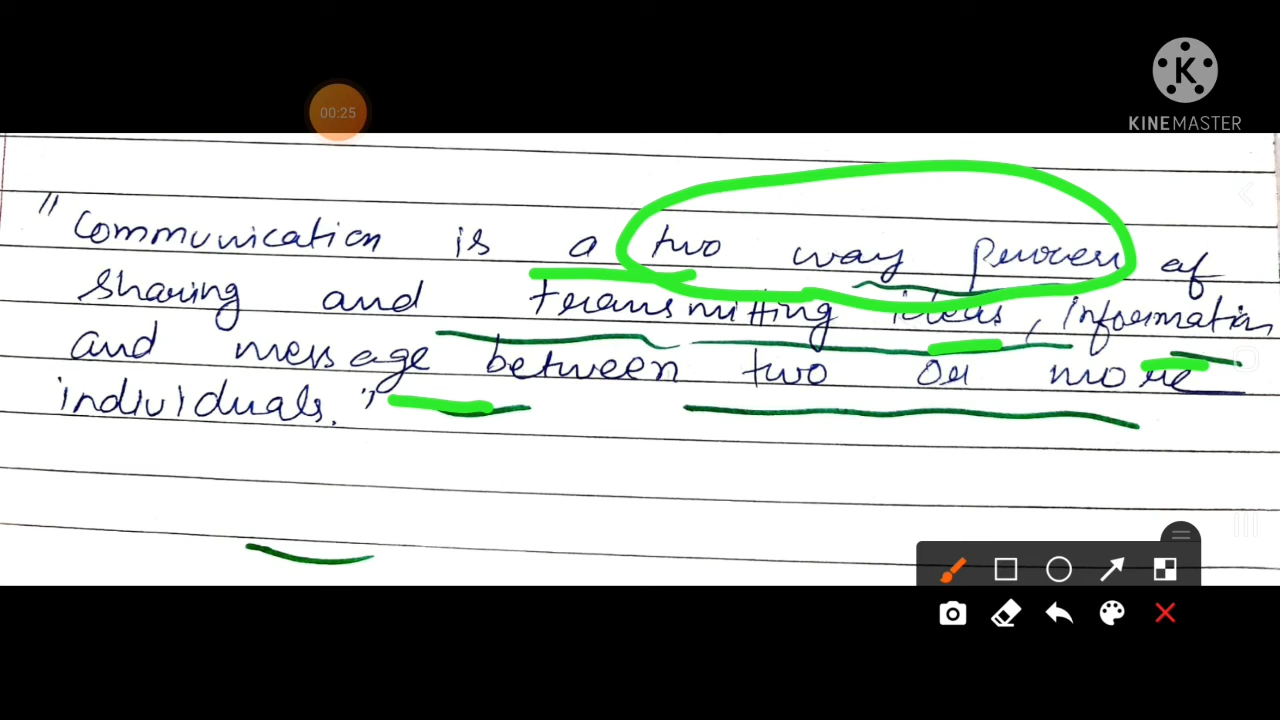 00:25
KINEMASTER
"Communication is a two way process of
sharing and transmitting ideas, information
and message between two or more
individuals."